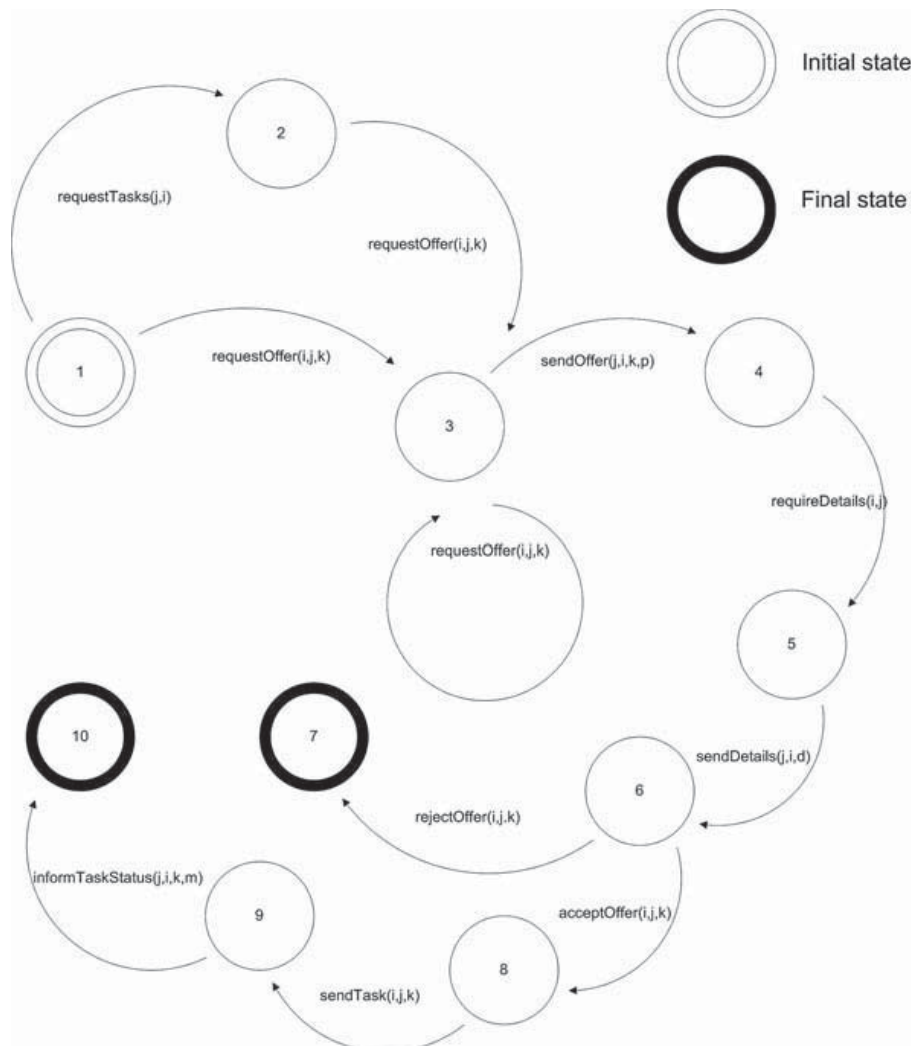 Initial state
2
requestTasks(j,i)
Final state
requestOffer(i,j,k)
requestOffer(i,j,k)
sendOffer(j,i,k,p)
1
4
3
requireDetails(i,j)
requestOffer(i,j,k)
5
10
7
sendDetails(j,i,d)
6
rejectOffer(i,j.k)
informTaskStatus(j,i,k,m)
9
acceptOffer(i,j,k)
8
sendTask(i,j,k)